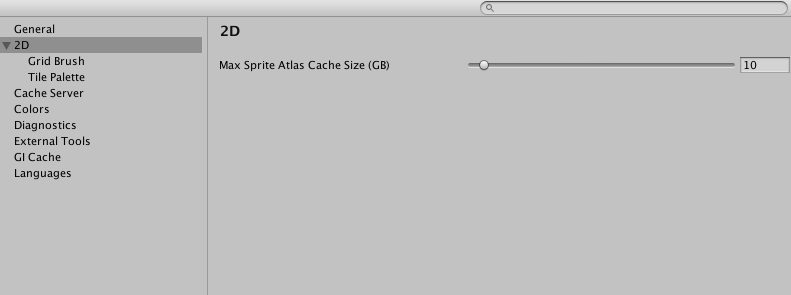 General
2D
Grid Brush
Tile Palette
Cache Server
Colors
Diagnostics
External Tools
GI Cache
Languages
2D
Max Sprite Atlas Cache Size (GB) 10